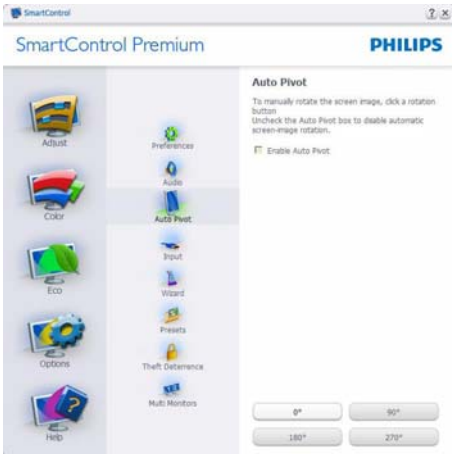 SmartControl
? X
SmartControl Premium
PHILIPS
Adjust
Color
Eco
Options
Help
Preferences
Audio
Auto Pivot
Input
Wizard
Presets
Theft Deterrence
SEI
Multi Monitors
Auto Pivot
To manually rotate the screen image, click a rotation
button
Uncheck the Auto Pivot box to disable automatic
screen-image rotation.
Enable Auto Pivot
0°
90°
180°
270°